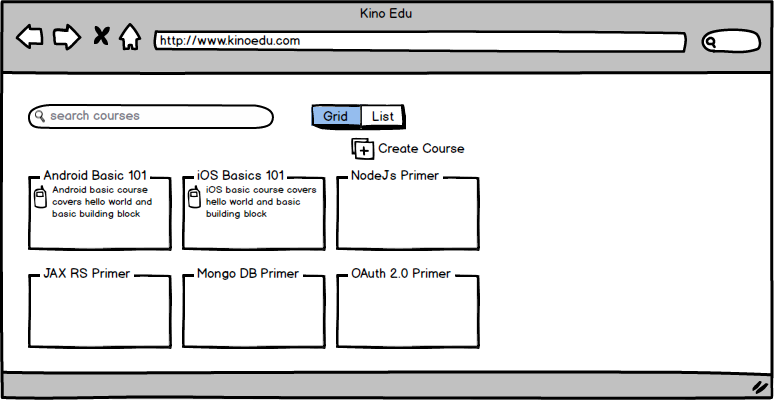 Kino Edu
http://www.kinoedu.com
search courses
Grid
List
Create Course
Android Basic 101
Android basic course
covers hello world and
basic building block
iOS Basics 101
iOS basic course covers
hello world and basic
building block
NodeJs Primer
JAX RS Primer
Mongo DB Primer
OAuth 2.0 Primer